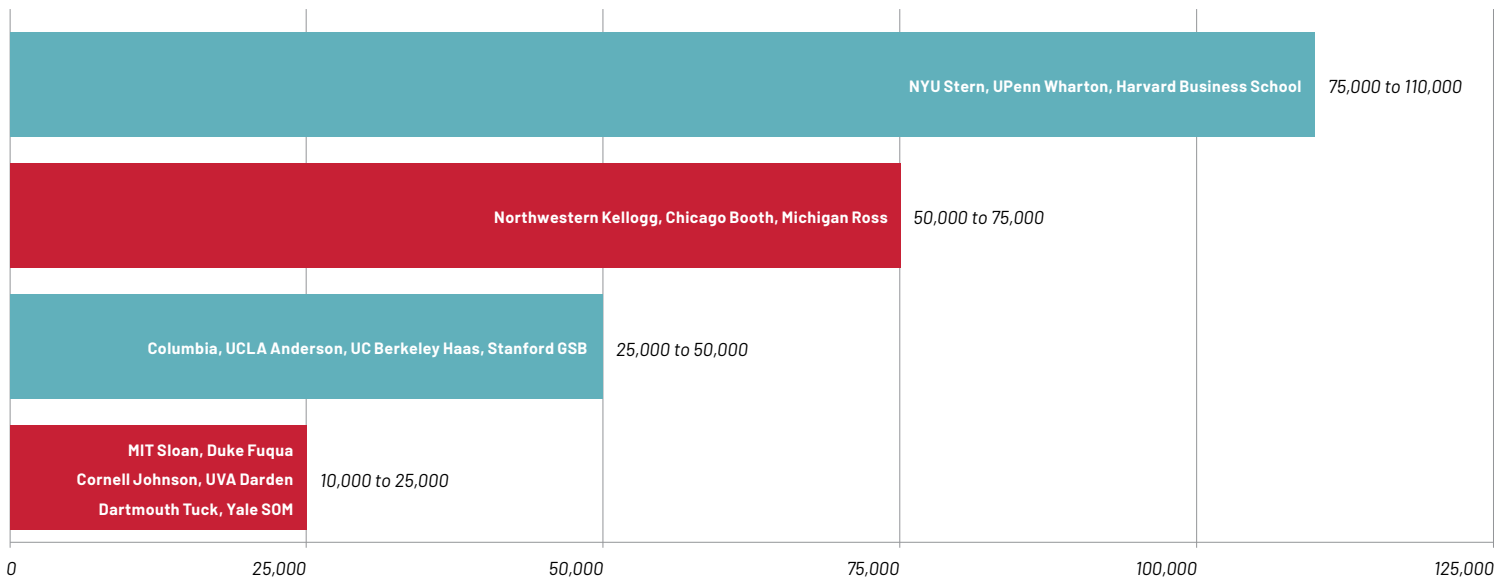 NYU Stern, UPenn Wharton, Harvard Business School 75,000 to 110,000
Northwestern Kellogg, Chicago Booth, Michigan Ross 50,000 to 75,000
Columbia, UCLA Anderson, UC Berkeley Haas, Stanford GSB 25,000 to 50,000
MIT Sloan, Duke Fuqua
Cornell Johnson, UVA Darden 10,000 to 25,000
Dartmouth Tuck, Yale SOM
0 25,000 50,000 75,000 100,000 125,000